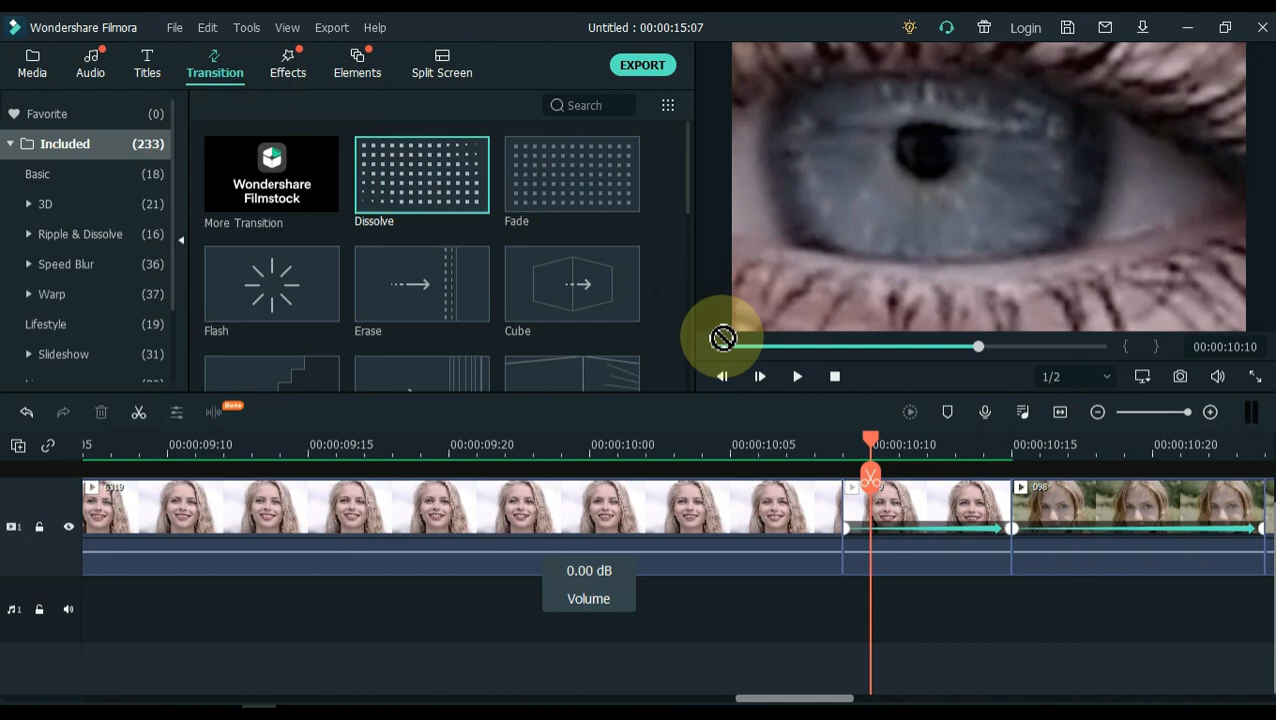 Wondershare Filmora File Edit Tools View Export Help Untitled : 00:00:15:07 Login
Media Audio Titles Transition Effects Elements Split Screen EXPORT
Favorite (0)
Included (233)
Basic (18)
3D (21)
Ripple & Dissolve (16)
Speed Blur (36)
Warp (37)
Lifestyle (19)
Slideshow (31)
Search
Wondershare
Filmstock
More Transition Dissolve Fade
Flash Erase Cube
{ } 00:00:10:10
1/2
Beta
00:00:09:10 00:00:09:15 00:00:09:20 00:00:10:00 00:00:10:05 00:00:10:10 00:00:10:15 00:00:10:20
098
1
0.00 dB
Volume
1